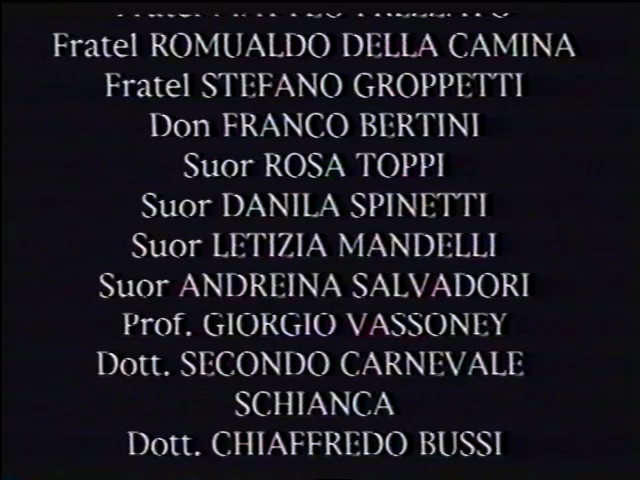 Fratel ROMUALDO DELLA CAMINA
Fratel STEFANO GROPPETTI
Don FRANCO BERTINI
Suor ROSA TOPPI
Suor DANILA SPINETTI
Suor LETIZIA MANDELLI
Suor ANDREINA SALVADORI
Prof. GIORGIO VASSONEY
Dott. SECONDO CARNEVALE
SCHIANCA
Dott. CHIAFFREDO BUSSI